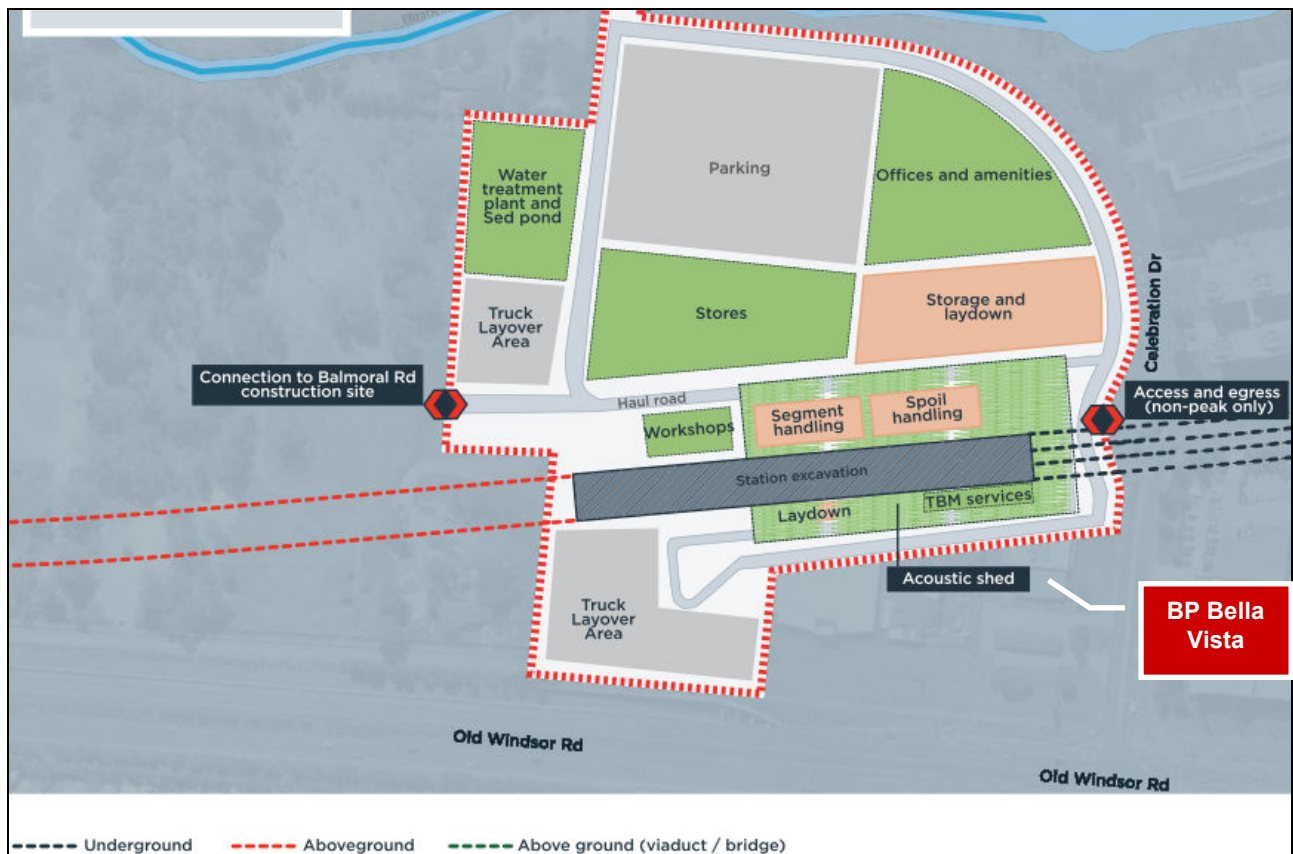 Parking
Offices and amenities
Water
treatment
plant and
Sed pond
Truck
Layover
Area
Stores
Storage and
laydown
Celebration Dr
Connection to Balmoral Rd
construction site
Haul road
Workshops
Segment
handling
Spoil
handling
Access and egress
(non-peak only)
Station excavation
TBM services
Laydown
Acoustic shed
BP Bella
Vista
Truck
Layover
Area
Old Windsor Rd
Old Windsor Rd
Underground
Aboveground
Above ground (viaduct / bridge)